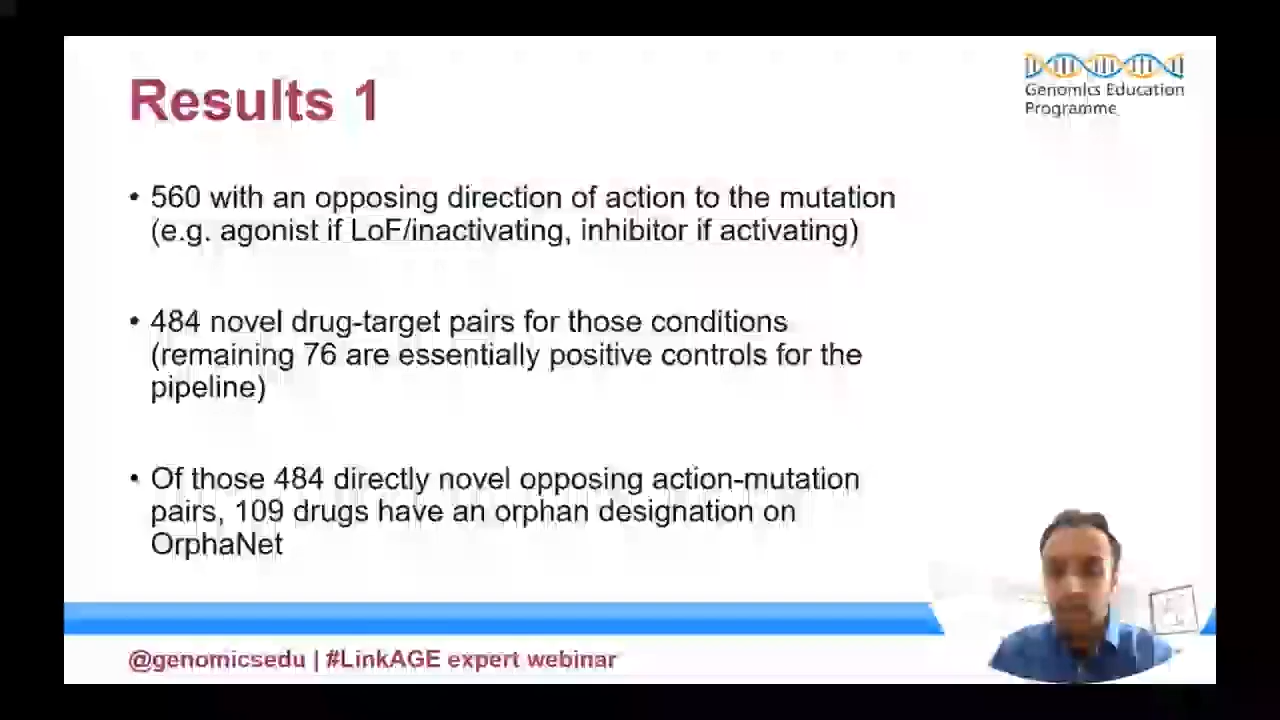 Results 1
Genomics Education
Programme
• 560 with an opposing direction of action to the mutation
(e.g. agonist if LoF/inactivating, inhibitor if activating)
• 484 novel drug-target pairs for those conditions
(remaining 76 are essentially positive controls for the
pipeline)
• Of those 484 directly novel opposing action-mutation
pairs, 109 drugs have an orphan designation on
OrphaNet
@genomicsedu | #LinkAGE expert webinar